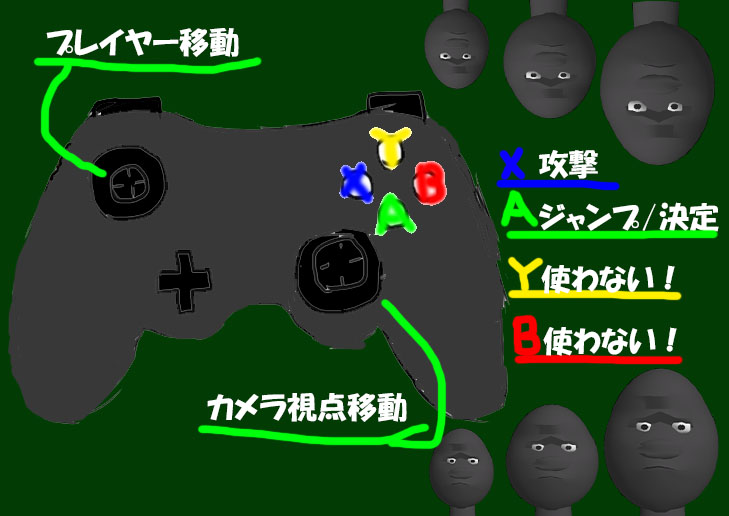 プレイヤー移動
Y
X
B
A
X 攻撃
A ジャンプ/決定
Y 使わない！
B 使わない！
カメラ視点移動